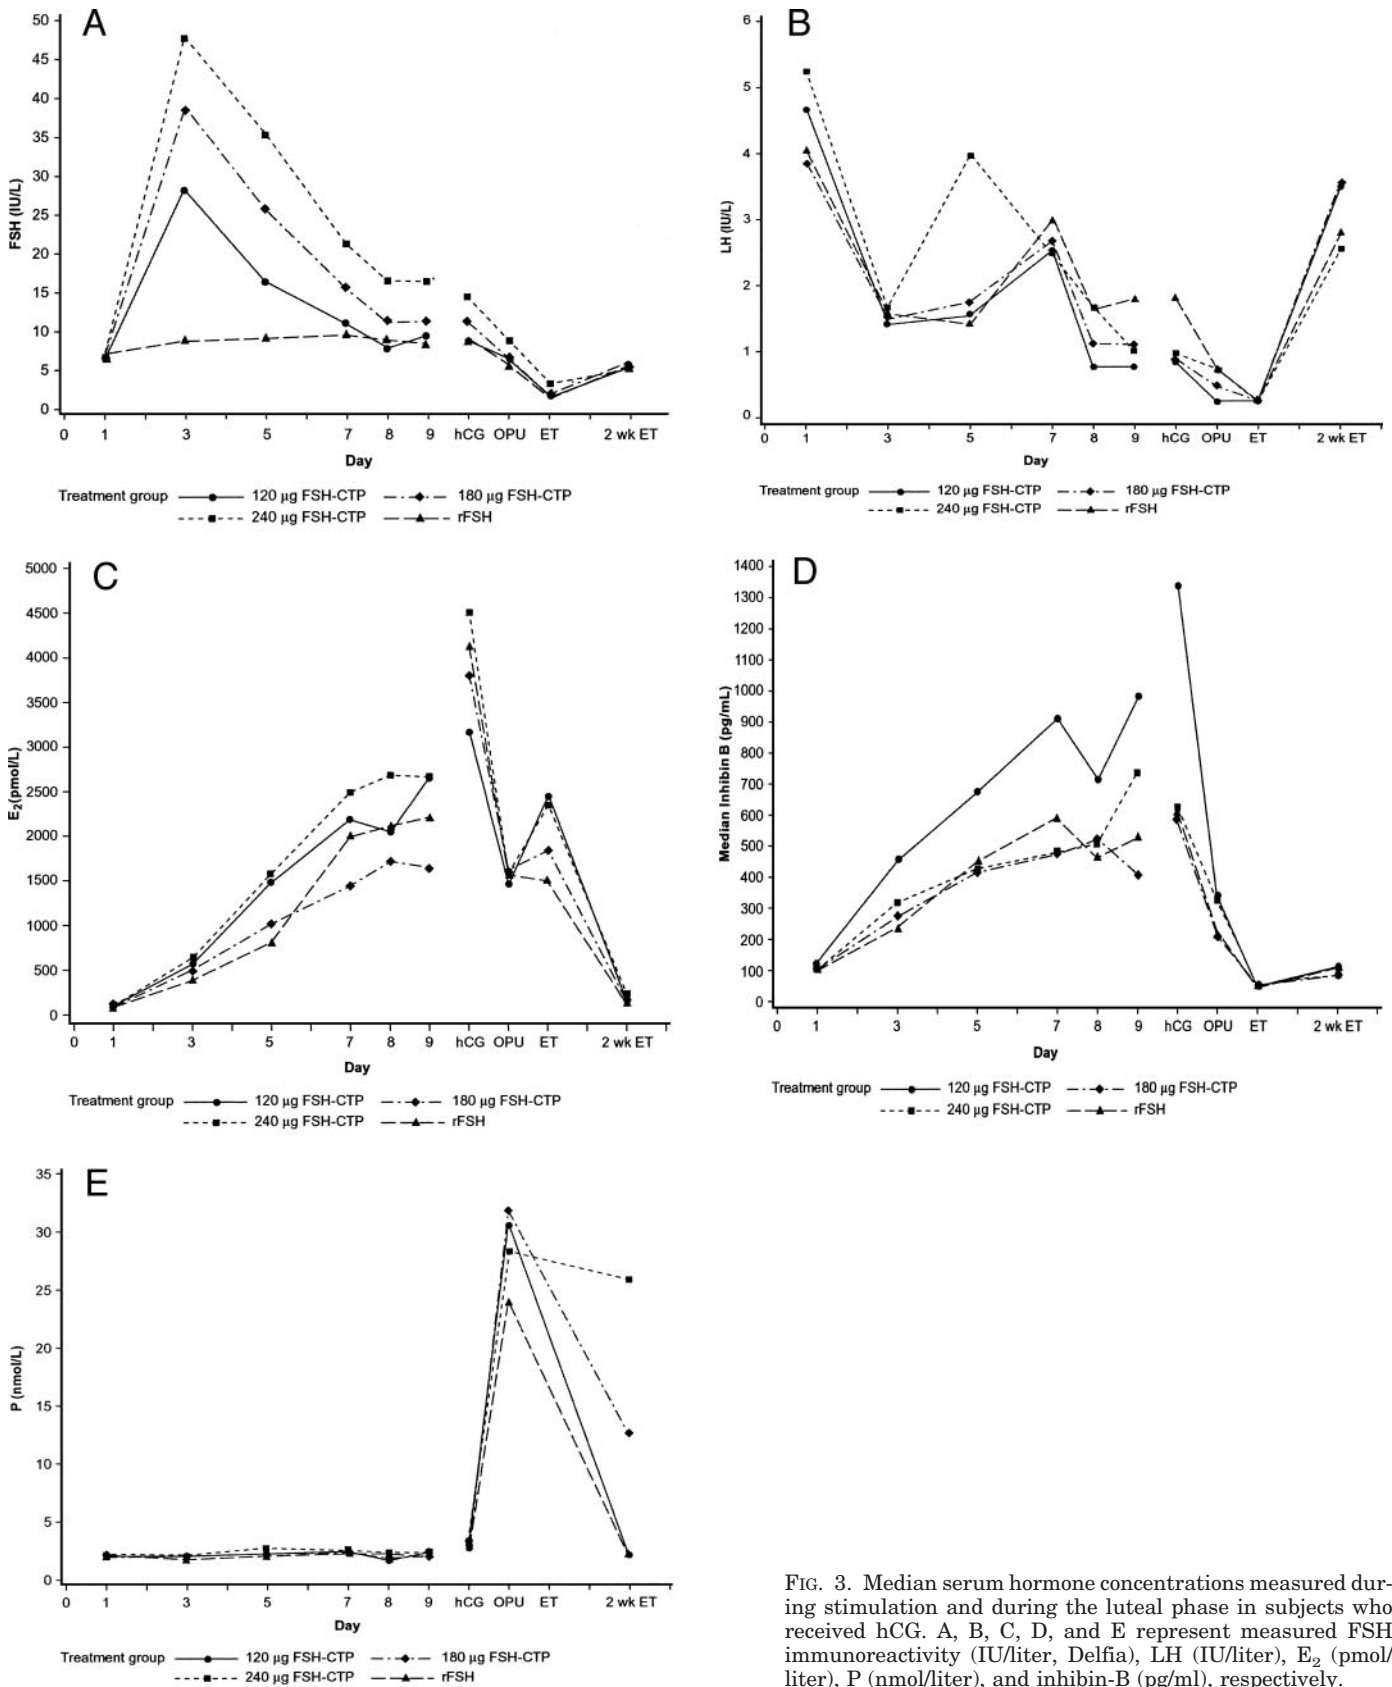 A
50
45
40
35
30
25
20
15
10
5
0
FSH (IU/L)
0 1 3 5 7 8 9 hCG OPU ET 2 wk ET
Day
Treatment group 120 µg FSH-CTP 180 µg FSH-CTP
240 µg FSH-CTP rFSH
B
6
5
4
3
2
1
0
LH (IU/L)
0 1 3 5 7 8 9 hCG OPU ET 2 wk ET
Day
Treatment group 120 µg FSH-CTP 180 µg FSH-CTP
240 µg FSH-CTP rFSH
C
5000
4500
4000
3500
3000
2500
2000
1500
1000
500
0
E2(pmol/L)
0 1 3 5 7 8 9 hCG OPU ET 2 wk ET
Day
Treatment group 120 µg FSH-CTP 180 µg FSH-CTP
240 µg FSH-CTP rFSH
D
1400
1300
1200
1100
1000
900
800
700
600
500
400
300
200
100
0
Median Inhibin B (pg/mL)
0 1 3 5 7 8 9 hCG OPU ET 2 wk ET
Day
Treatment group 120 µg FSH-CTP 180 µg FSH-CTP
240 µg FSH-CTP rFSH
E
35
30
25
20
15
10
5
0
P (nmol/L)
0 1 3 5 7 8 9 hCG OPU ET 2 wk ET
Day
Treatment group 120 µg FSH-CTP 180 µg FSH-CTP
240 µg FSH-CTP rFSH
FIG. 3. Median serum hormone concentrations measured dur-
ing stimulation and during the luteal phase in subjects who
received hCG. A, B, C, D, and E represent measured FSH
immunoreactivity (IU/liter, Delfia), LH (IU/liter), E2 (pmol/
liter), P (nmol/liter), and inhibin-B (pg/ml), respectively.